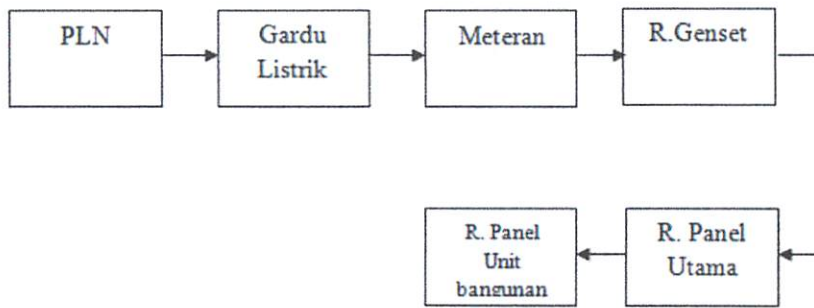 PLN
Gardu
Listrik
Meteran
R.Genset
R. Panel
Unit
bangunan
R. Panel
Utama